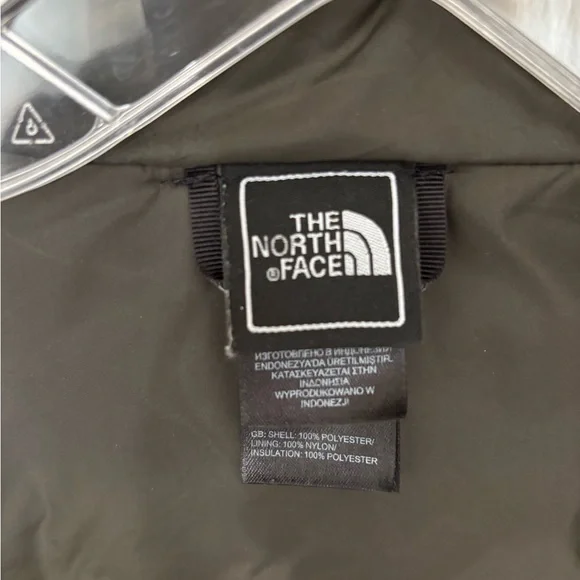 THE
NORTH
FACE
ИЗГОТОВЛЕНО В ИНДОНЕЗИИ
ENDONEZYA'DA ÜRETILMIŞTIR.
ΚΑΤΑΣΚΕΥΑΖΕΤΑΙ ΣΤΗΝ
ΙΝΔΟΝΗΣΙΑ
WYPRODUKOWANO W
INDONEZJI
GB: SHELL: 100% POLYESTER/
LINING: 100% NYLON/
INSULATION: 100% POLYESTER